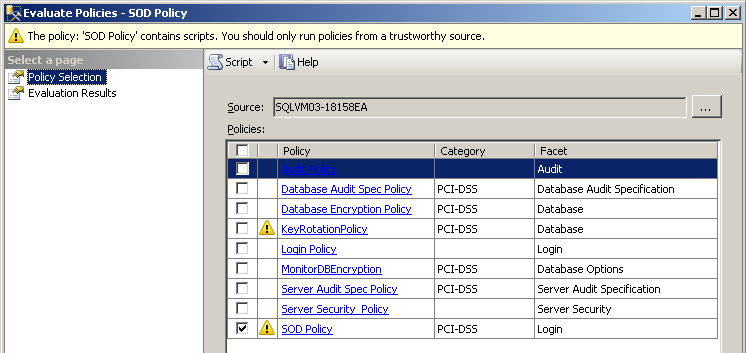 Evaluate Policies - SOD Policy
The policy: 'SOD Policy' contains scripts. You should only run policies from a trustworthy source.
Select a page
Policy Selection
Evaluation Results
Script Help
Source: SQLVM03-18158EA ...
Policies:
Policy Category Facet
Audit Policy Audit
Database Audit Spec Policy PCI-DSS Database Audit Specification
Database Encryption Policy PCI-DSS Database
KeyRotationPolicy PCI-DSS Database
Login Policy Login
MonitorDBEncryption PCI-DSS Database Options
Server Audit Spec Policy PCI-DSS Server Audit Specification
Server Security Policy Server Security
SOD Policy PCI-DSS Login